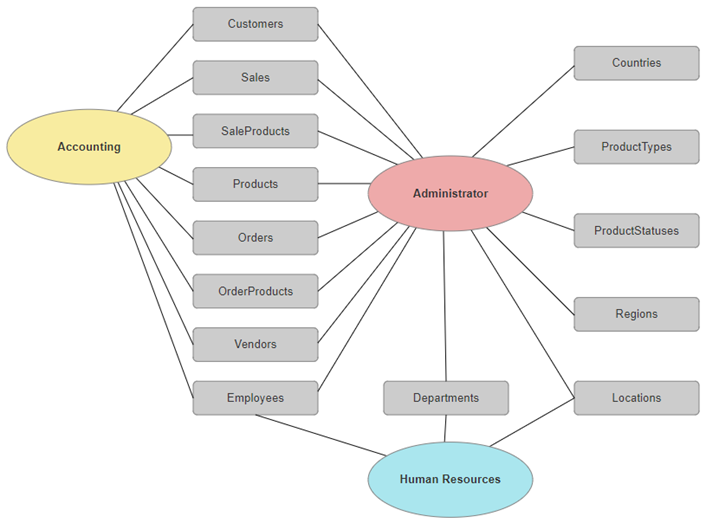 Customers
Sales
SaleProducts
Products
Orders
OrderProducts
Vendors
Employees
Accounting
Administrator
Departments
Human Resources
Countries
ProductTypes
ProductStatuses
Regions
Locations